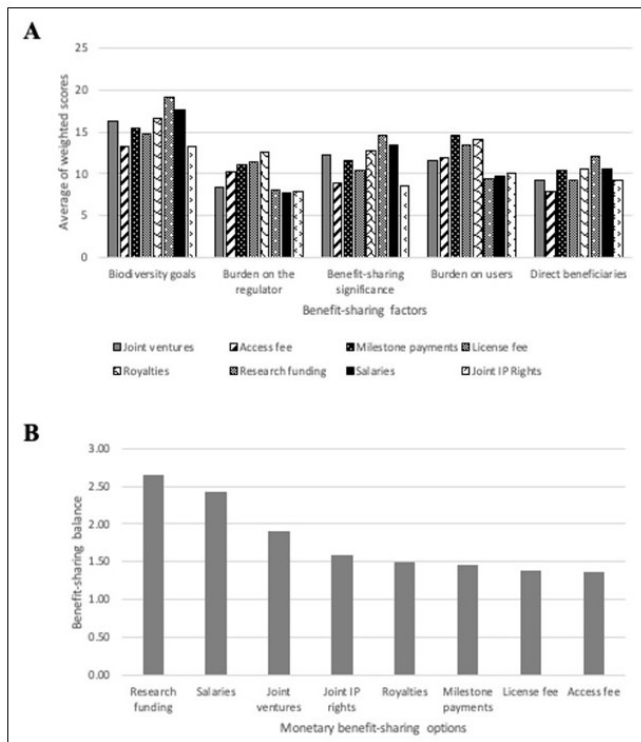 A
25
20
15
10
5
0
Average of weighted scores
Biodiversity goals
Burden on the
regulator
Benefit-sharing
significance
Burden on users
Direct beneficiaries
Benefit-sharing factors
Joint ventures
Access fee
Milestone payments
License fee
Royalties
Research funding
Salaries
Joint IP Rights
B
3.00
2.50
2.00
1.50
1.00
0.50
0.00
Benefit-sharing balance
Research
funding
Salaries
Joint
ventures
Joint IP
rights
Royalties
Milestone
payments
License fee
Access fee
Monetary benefit-sharing options